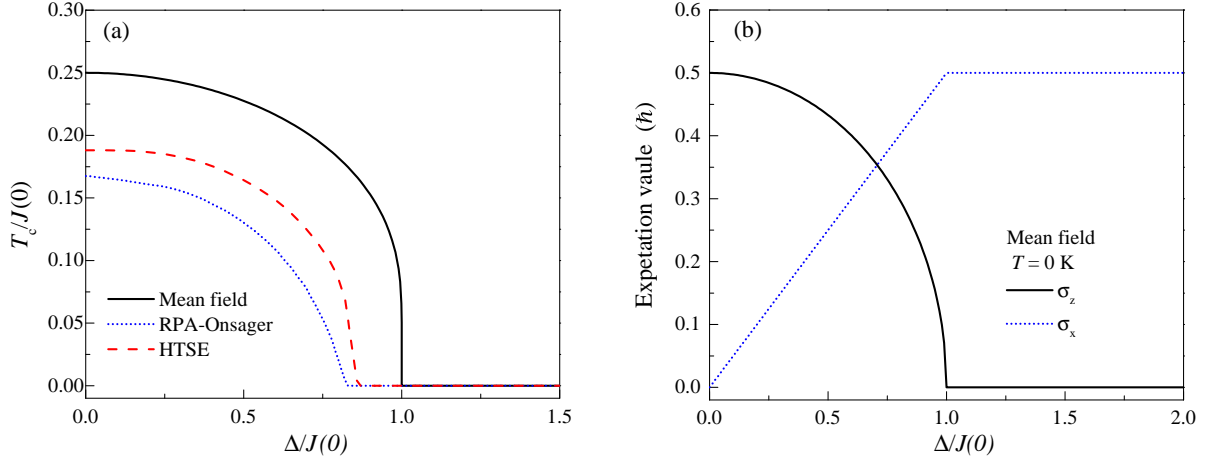 (a)
0.30
0.25
0.20
0.15
0.10
0.05
0.00
T_c/J(0)
Mean field
RPA-Onsager
HTSE
0.0 0.5 1.0 1.5
Δ/J(0)
(b)
0.6
0.5
0.4
0.3
0.2
0.1
0.0
Expetation vaule (ħ)
Mean field
T = 0 K
σ_z
σ_x
0.0 0.5 1.0 1.5 2.0
Δ/J(0)